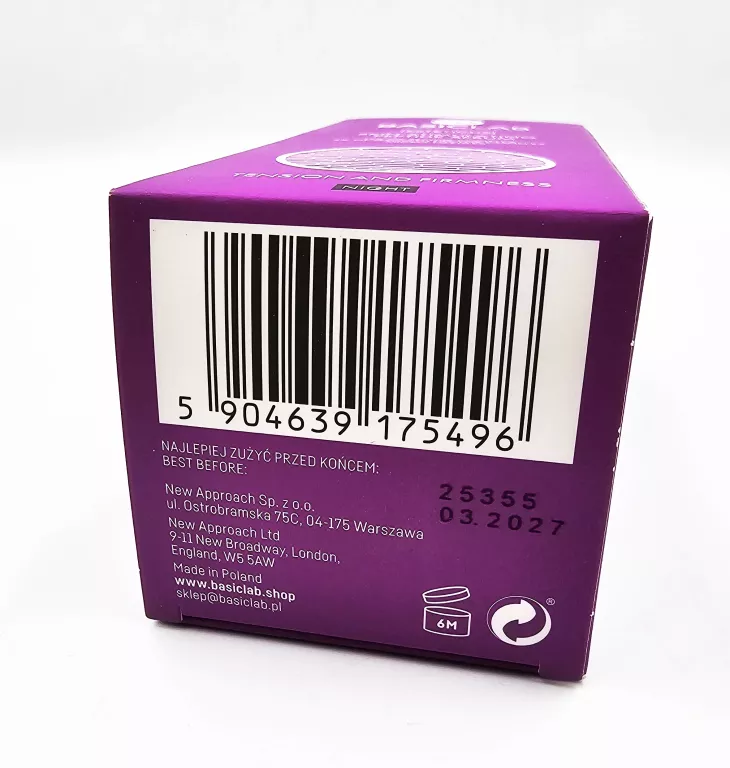 BASICLAB
TENSION AND FIRMNESS
NIGHT
5 904639 175496
NAJLEPIEJ ZUŻYĆ PRZED KOŃCEM:
BEST BEFORE:
25355
03.2027
New Approach Sp. z o.o.
ul. Ostrobramska 75C, 04-175 Warszawa
New Approach Ltd
9-11 New Broadway, London,
England, W5 5AW
Made in Poland
www.basiclab.shop
sklep@basiclab.pl
6M
®